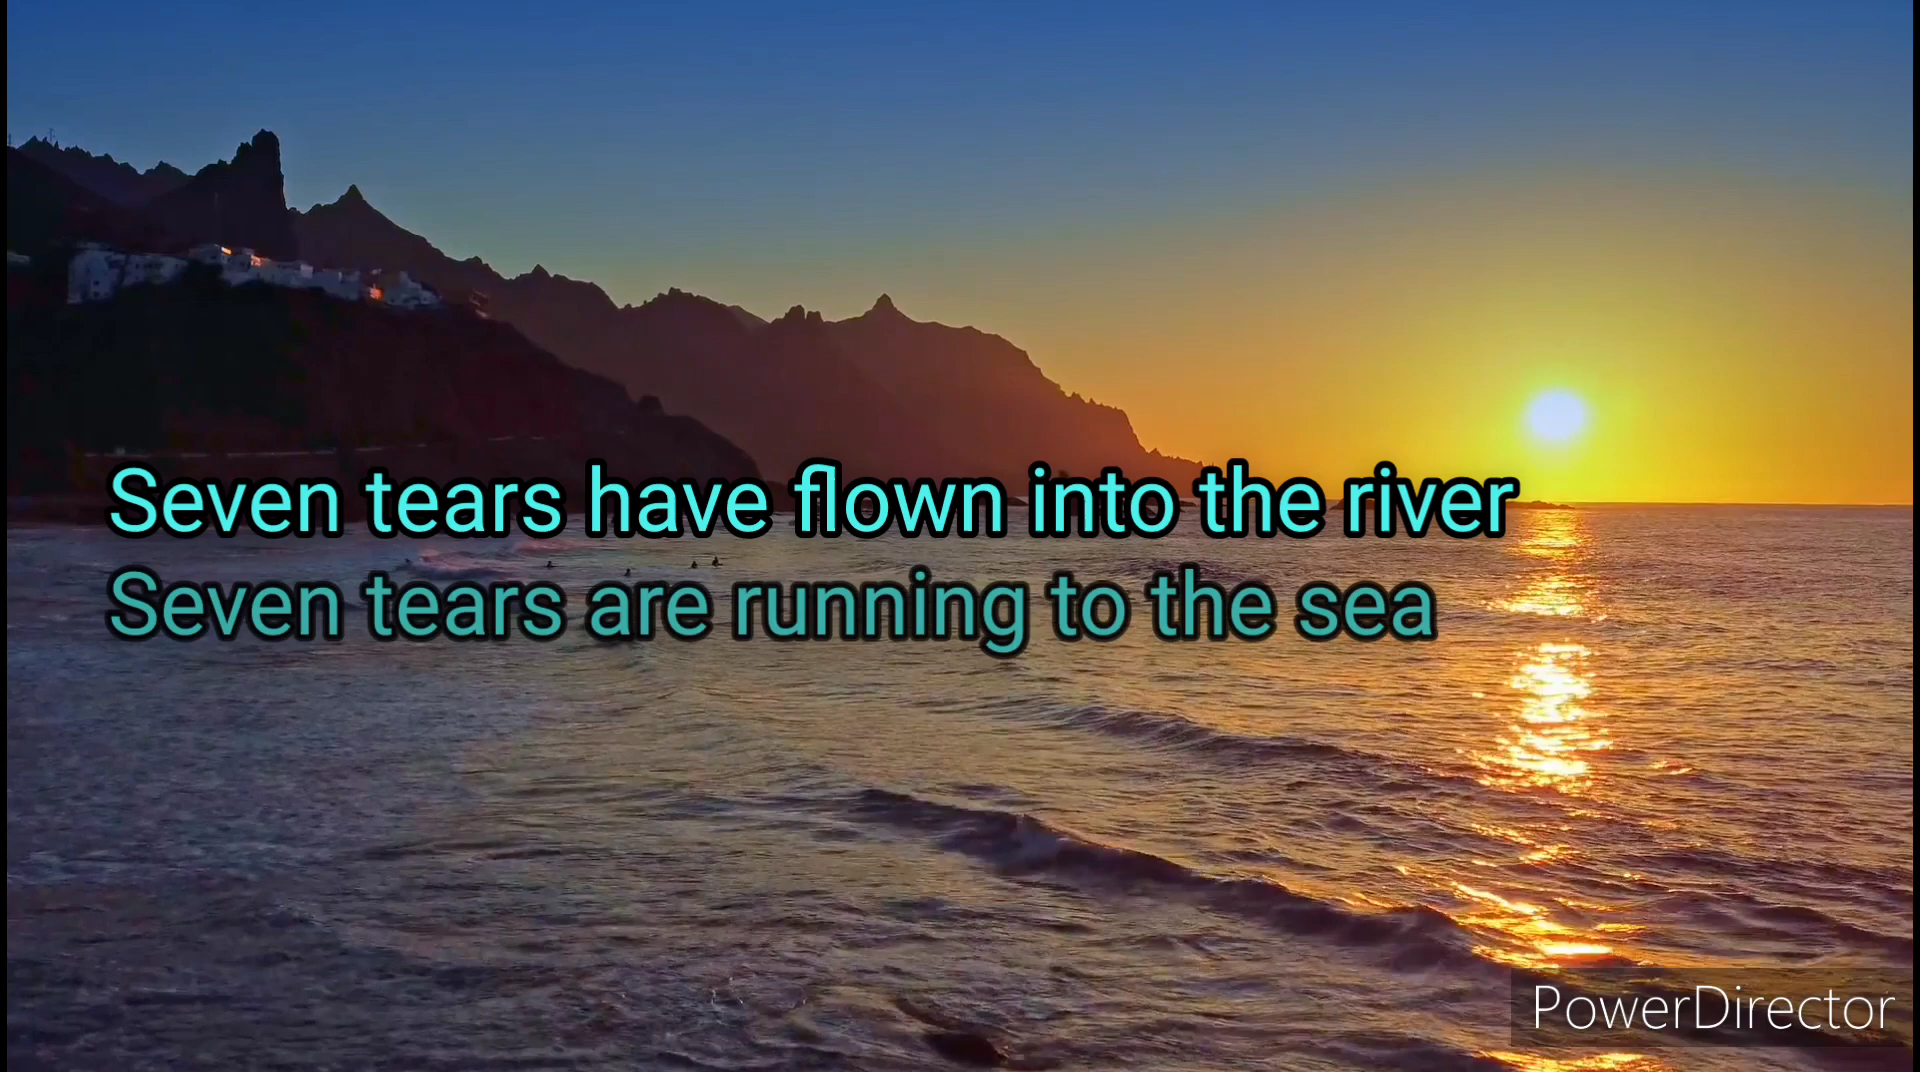 Seven tears have flown into the river
Seven tears are running to the sea
PowerDirector